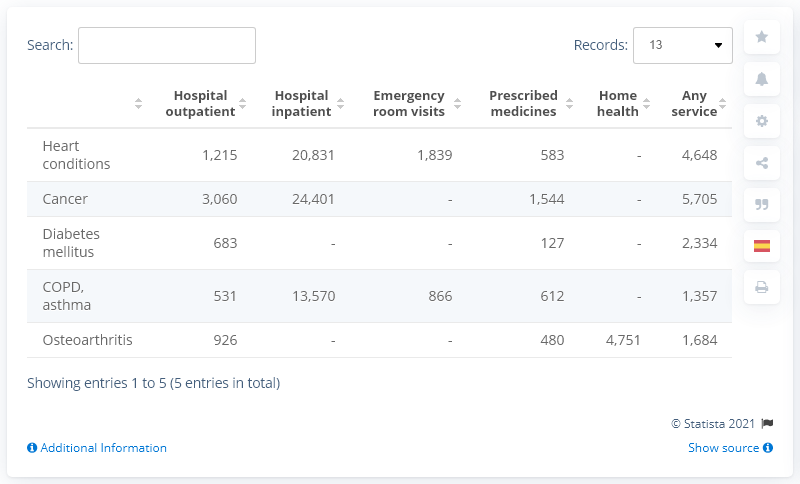 Search:
Records: 13
Hospital outpatient Hospital inpatient Emergency room visits Prescribed medicines Home health Any service
Heart conditions 1,215 20,831 1,839 583 - 4,648
Cancer 3,060 24,401 - 1,544 - 5,705
Diabetes mellitus 683 - - 127 - 2,334
COPD, asthma 531 13,570 866 612 - 1,357
Osteoarthritis 926 - - 480 4,751 1,684
Showing entries 1 to 5 (5 entries in total)
© Statista 2021
Additional Information
Show source